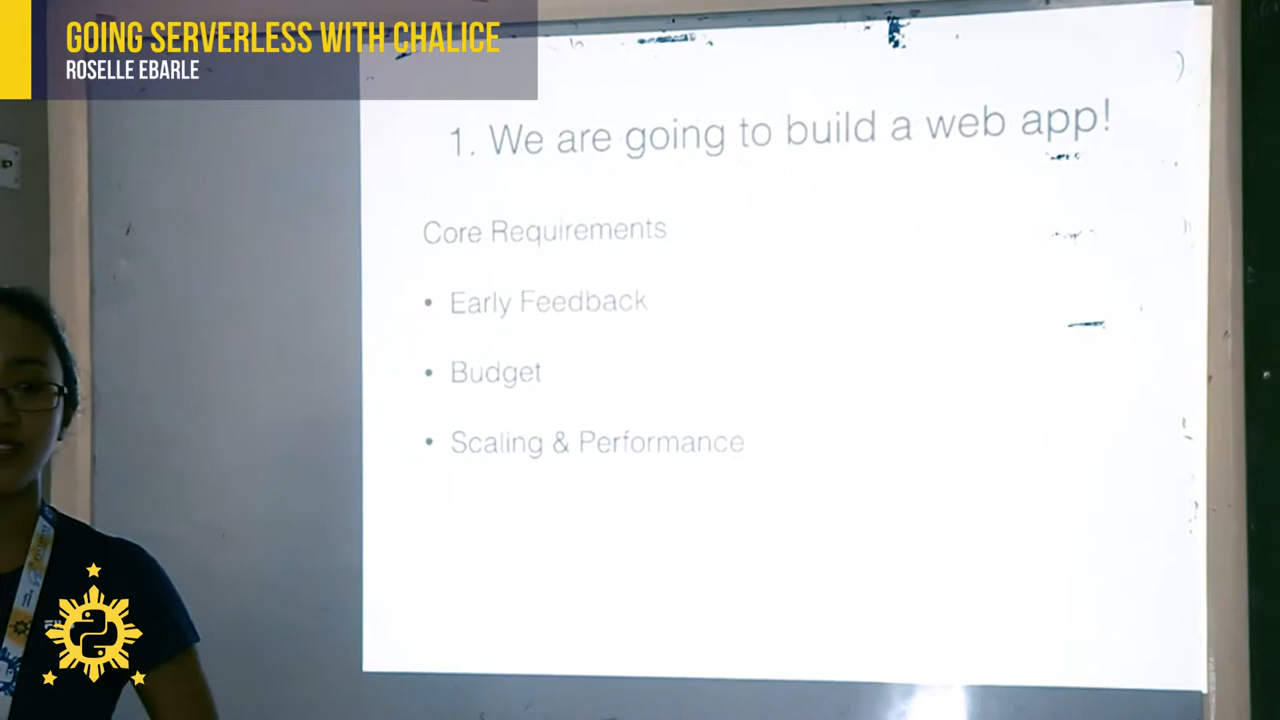 GOING SERVERLESS WITH CHALICE
ROSELLE EBARLE
1. We are going to build a web app!
Core Requirements
• Early Feedback
• Budget
• Scaling & Performance